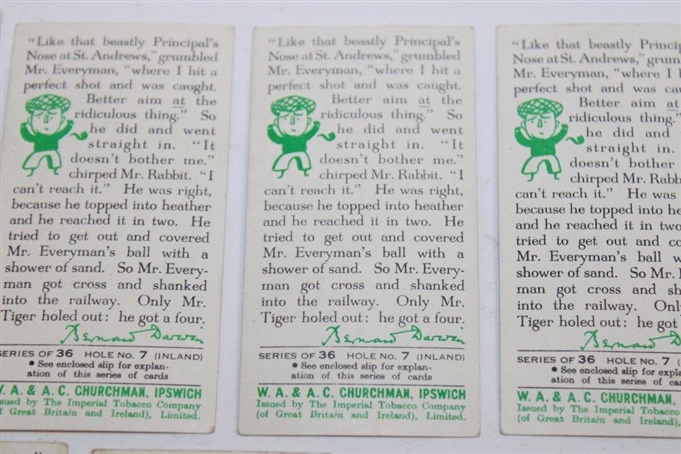 "Like that beastly Principal's
Nose at St. Andrews," grumbled
Mr. Everyman, "where I hit a
perfect shot and was caught.
Better aim at the
ridiculous thing." So
he did and went
straight in. "It
doesn't bother me."
chirped Mr. Rabbit. "I
can't reach it." He was right,
because he topped into heather
and he reached it in two. He
tried to get out and covered
Mr. Everyman's ball with a
shower of sand. So Mr. Every-
man got cross and shanked
into the railway. Only Mr.
Tiger holed out: he got a four.
Bernard Darwin
SERIES OF 36 HOLE No. 7 (INLAND)
● See enclosed slip for explan-
ation of this series of cards
W. A. & A. C. CHURCHMAN, IPSWICH
Issued by The Imperial Tobacco Company
(of Great Britain and Ireland), Limited.
"Like that beastly Principal's
Nose at St. Andrews," grumbled
Mr. Everyman, "where I hit a
perfect shot and was caught.
Better aim at the
ridiculous thing." So
he did and went
straight in. "It
doesn't bother me."
chirped Mr. Rabbit. "I
can't reach it." He was right,
because he topped into heather
and he reached it in two. He
tried to get out and covered
Mr. Everyman's ball with a
shower of sand. So Mr. Every-
man got cross and shanked
into the railway. Only Mr.
Tiger holed out: he got a four.
Bernard Darwin
SERIES OF 36 HOLE No. 7 (INLAND)
● See enclosed slip for explan-
ation of this series of cards
W. A. & A. C. CHURCHMAN, IPSWICH
Issued by The Imperial Tobacco Company
(of Great Britain and Ireland), Limited.
"Like that beastly
Nose at St. Andrews,"
Mr. Everyman, "where I
perfect shot and was
Better aim at
ridiculous thing."
he did and
straight in.
doesn't bother
chirped Mr.
can't reach it." He was
because he topped into
and he reached it in two.
tried to get out and
Mr. Everyman's ball
shower of sand. So Mr.
man got cross and
into the railway.
Tiger holed out: he got
Bernard
SERIES OF 36 HOLE No. 7
● See enclosed slip for
ation of this series of
W. A. & A. C. CHURCHMAN,
Issued by The Imperial Tobacco
(of Great Britain and Ireland),